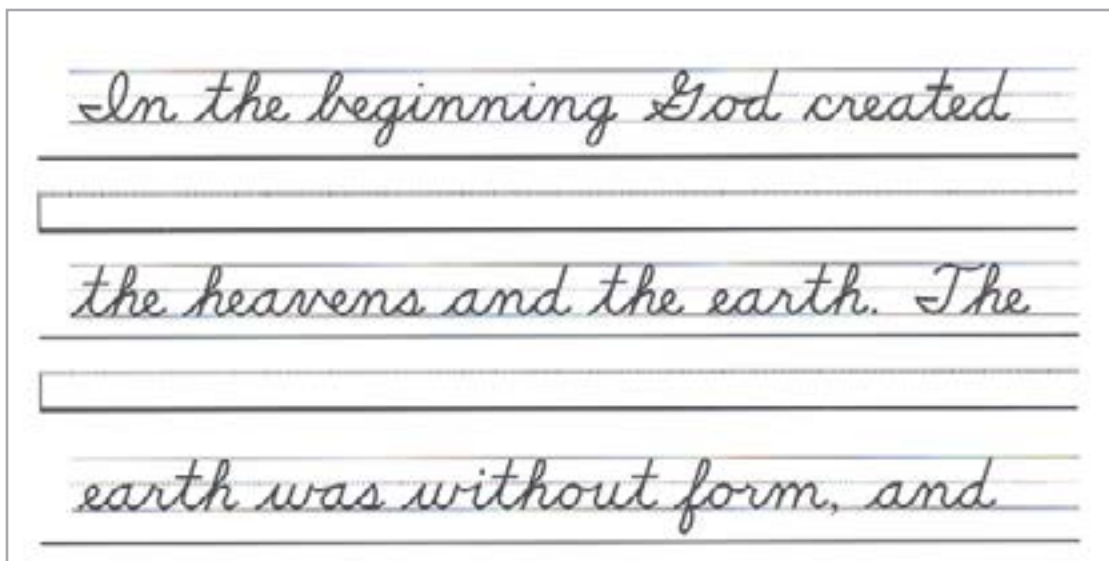 In the beginning God created
the heavens and the earth. The
earth was without form, and